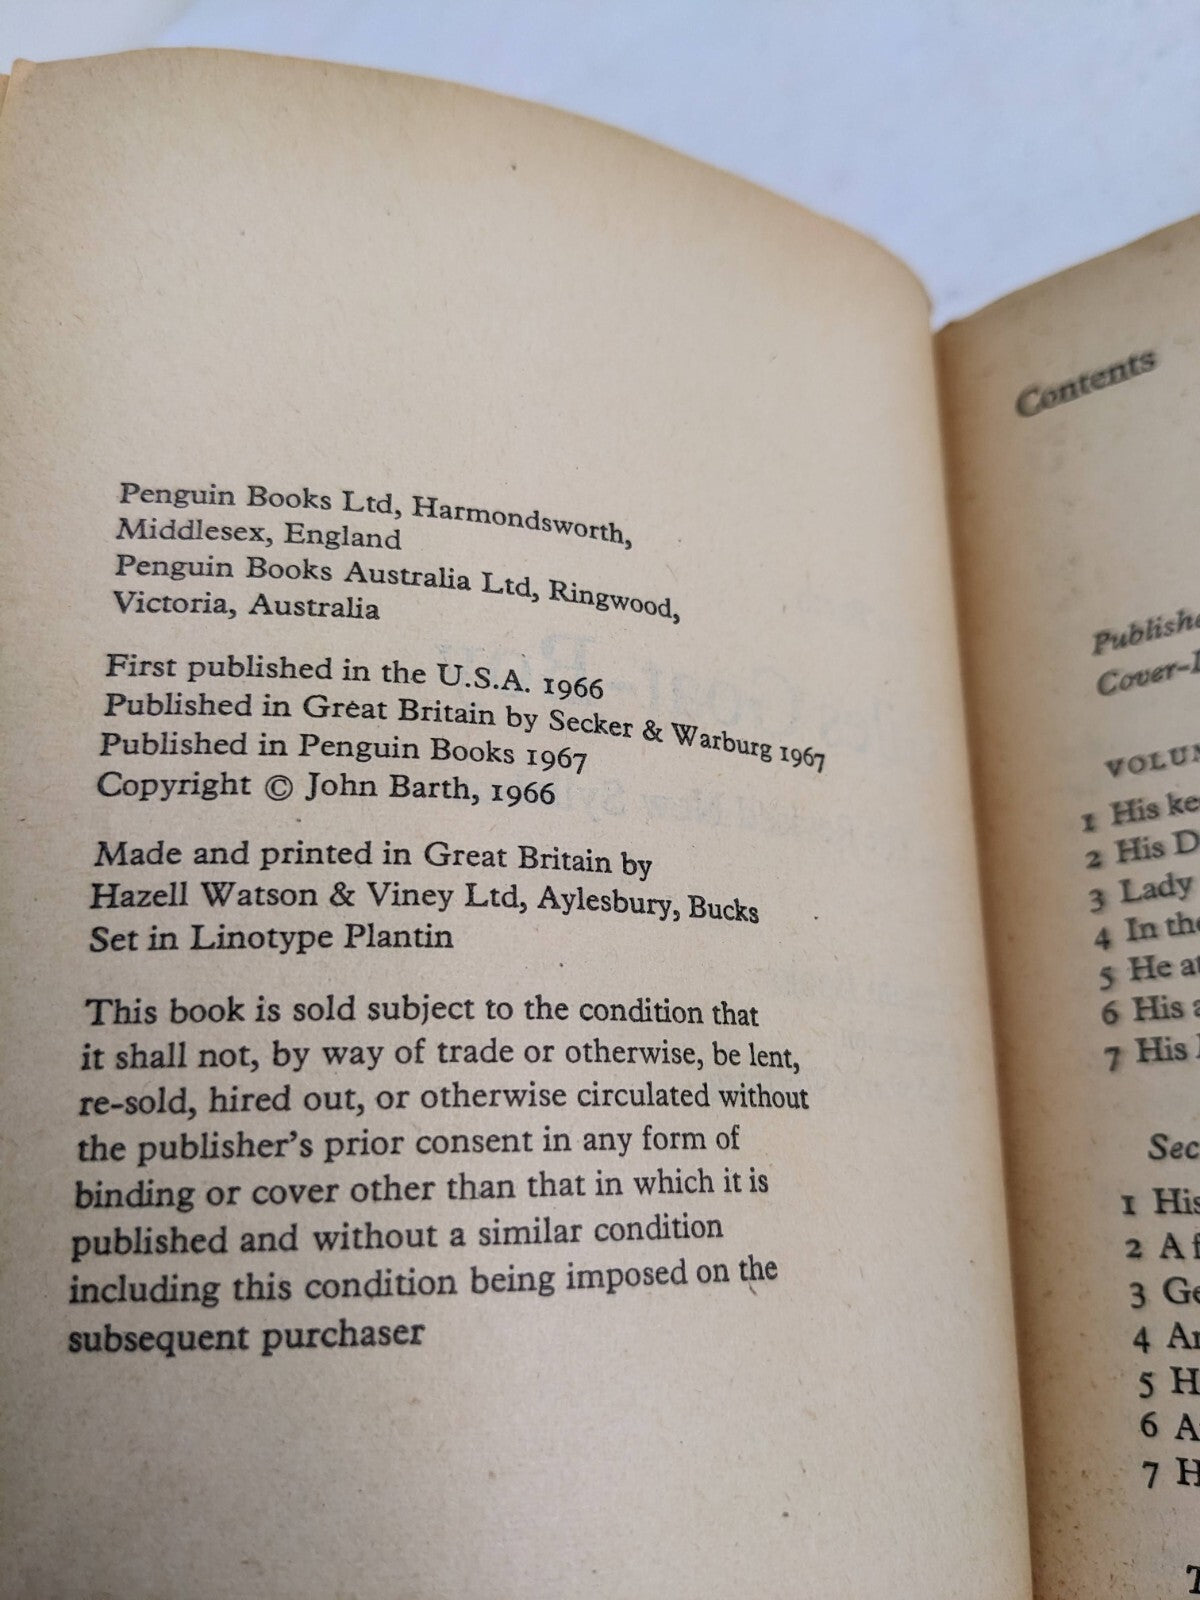 Penguin Books Ltd, Harmondsworth,
Middlesex, England
Penguin Books Australia Ltd, Ringwood,
Victoria, Australia
First published in the U.S.A. 1966
Published in Great Britain by Secker & Warburg 1967
Published in Penguin Books 1967
Copyright © John Barth, 1966
Made and printed in Great Britain by
Hazell Watson & Viney Ltd, Aylesbury, Bucks
Set in Linotype Plantin
This book is sold subject to the condition that
it shall not, by way of trade or otherwise, be lent,
re-sold, hired out, or otherwise circulated without
the publisher's prior consent in any form of
binding or cover other than that in which it is
published and without a similar condition
including this condition being imposed on the
subsequent purchaser
Contents
1 His
2 His
3 Lady
4 In
5 He
6 His
7 His
1 His
2 A
3
4
5
6
7